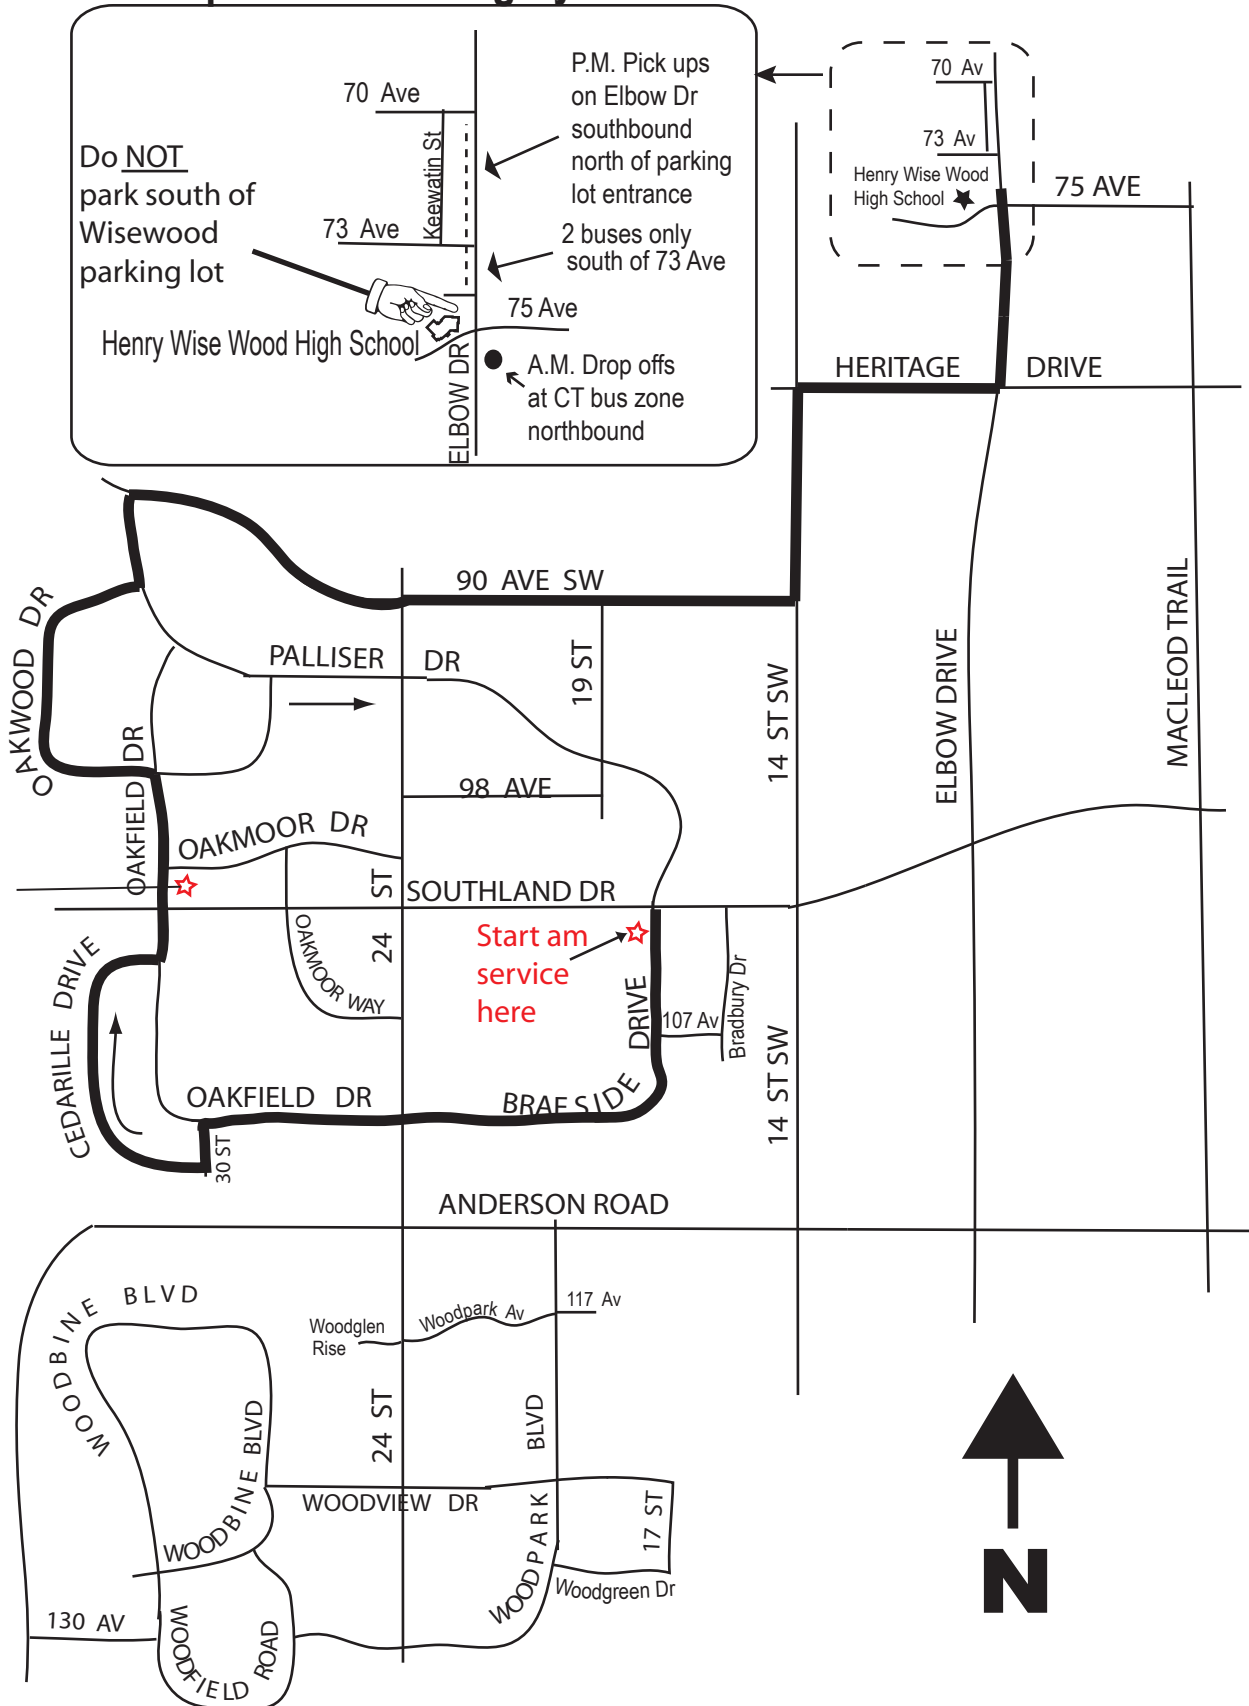 70 Ave
Keewatin St
73 Ave
Do NOT
park south of
Wisewood
parking lot
P.M. Pick ups
on Elbow Dr
southbound
north of parking
lot entrance
2 buses only
south of 73 Ave
75 Ave
Henry Wise Wood High School
ELBOW DR
A.M. Drop offs
at CT bus zone
northbound
70 Av
73 Av
Henry Wise Wood
High School
75 AVE
HERITAGE DRIVE
90 AVE SW
OAKWOOD DR
O
PALLISER DR
19 ST
14 ST SW
ELBOW DRIVE
MACLEOD TRAIL
OAKFIELD DR
98 AVE
OAKMOOR DR
24 ST
SOUTHLAND DR
Start am
service
here
OAKMOOR WAY
CEDARILLE DRIVE
BRAESIDE DRIVE
107 Av
Bradbury Dr
14 ST SW
OAKFIELD DR
30 ST
ANDERSON ROAD
WOODBINE BLVD
Woodglen
Rise
Woodpark Av
117 Av
24 ST
WOODBINE BLVD
WOODPARK BLVD
WOODVIEW DR
17 ST
Woodgreen Dr
130 AV
WOODFIELD ROAD
N